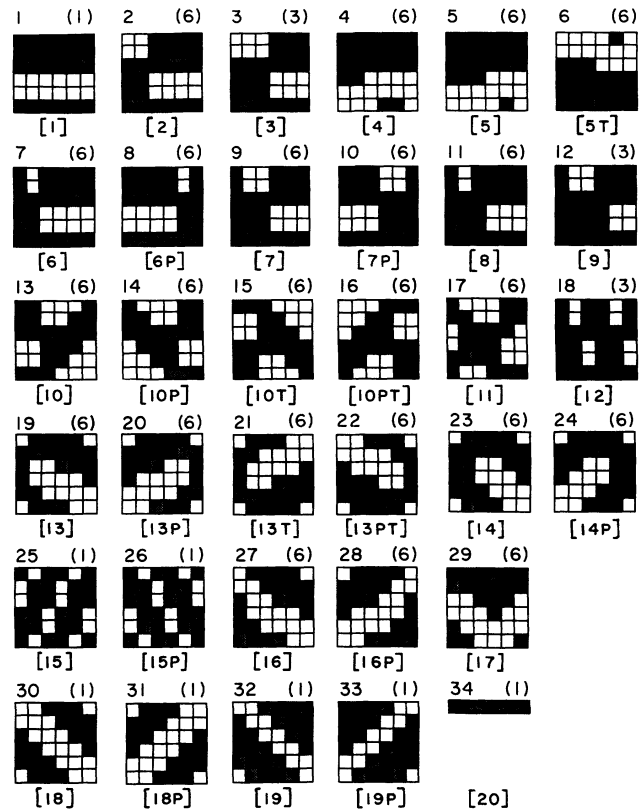 1 (1) 2 (6) 3 (3) 4 (6) 5 (6) 6 (6)
[1] [2] [3] [4] [5] [5T]
7 (6) 8 (6) 9 (6) 10 (6) 11 (6) 12 (3)
[6] [6P] [7] [7P] [8] [9]
13 (6) 14 (6) 15 (6) 16 (6) 17 (6) 18 (3)
[10] [10P] [10T] [10PT] [11] [12]
19 (6) 20 (6) 21 (6) 22 (6) 23 (6) 24 (6)
[13] [13P] [13T] [13PT] [14] [14P]
25 (1) 26 (1) 27 (6) 28 (6) 29 (6)
[15] [15P] [16] [16P] [17]
30 (1) 31 (1) 32 (1) 33 (1) 34 (1)
[18] [18P] [19] [19P] [20]